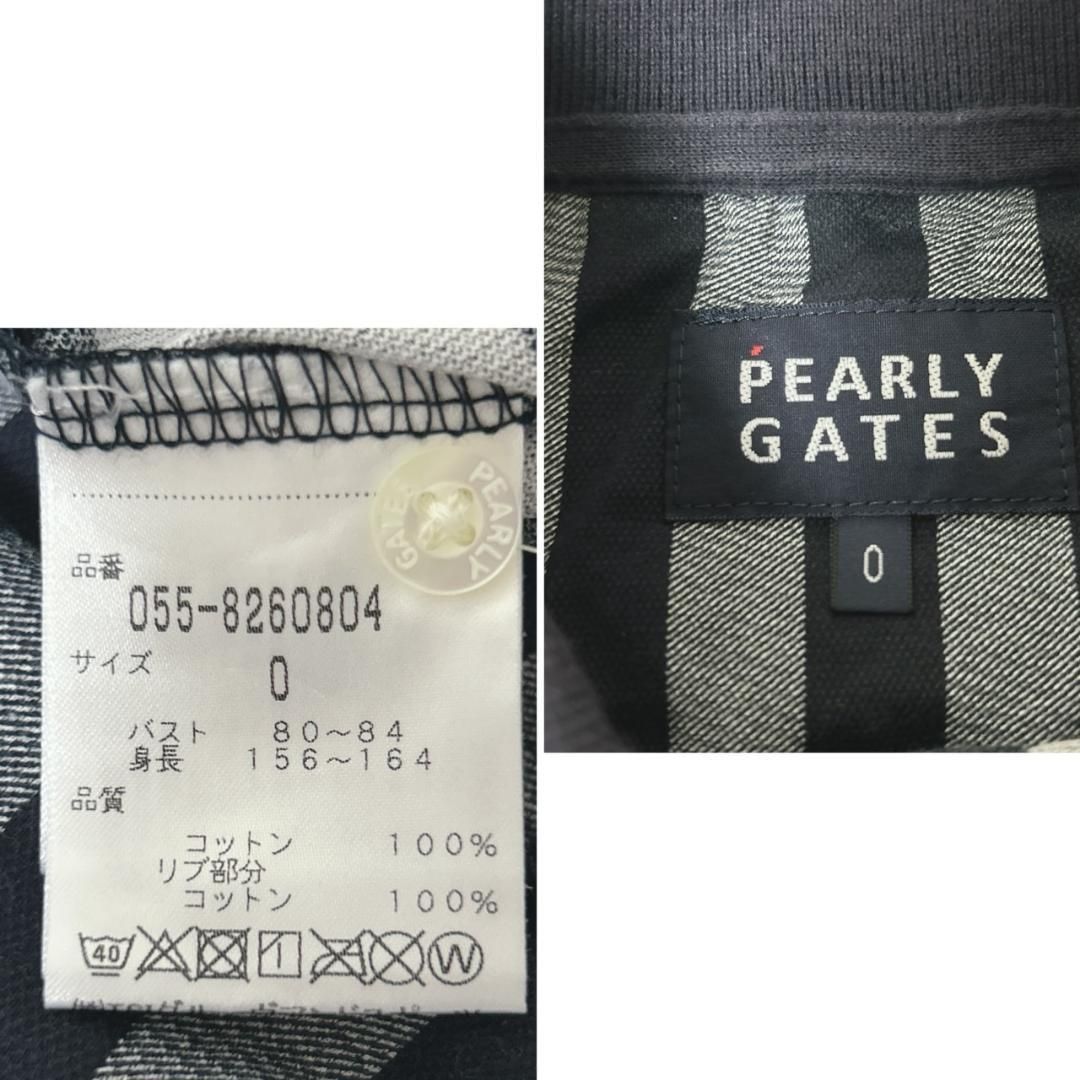 品番
055-8260804
サイズ 0
バスト 80~84
身長 156~164
品質
コットン 100%
リブ部分
コットン 100%
40
W
PEARLY GATES
PEARLY
GATES
0